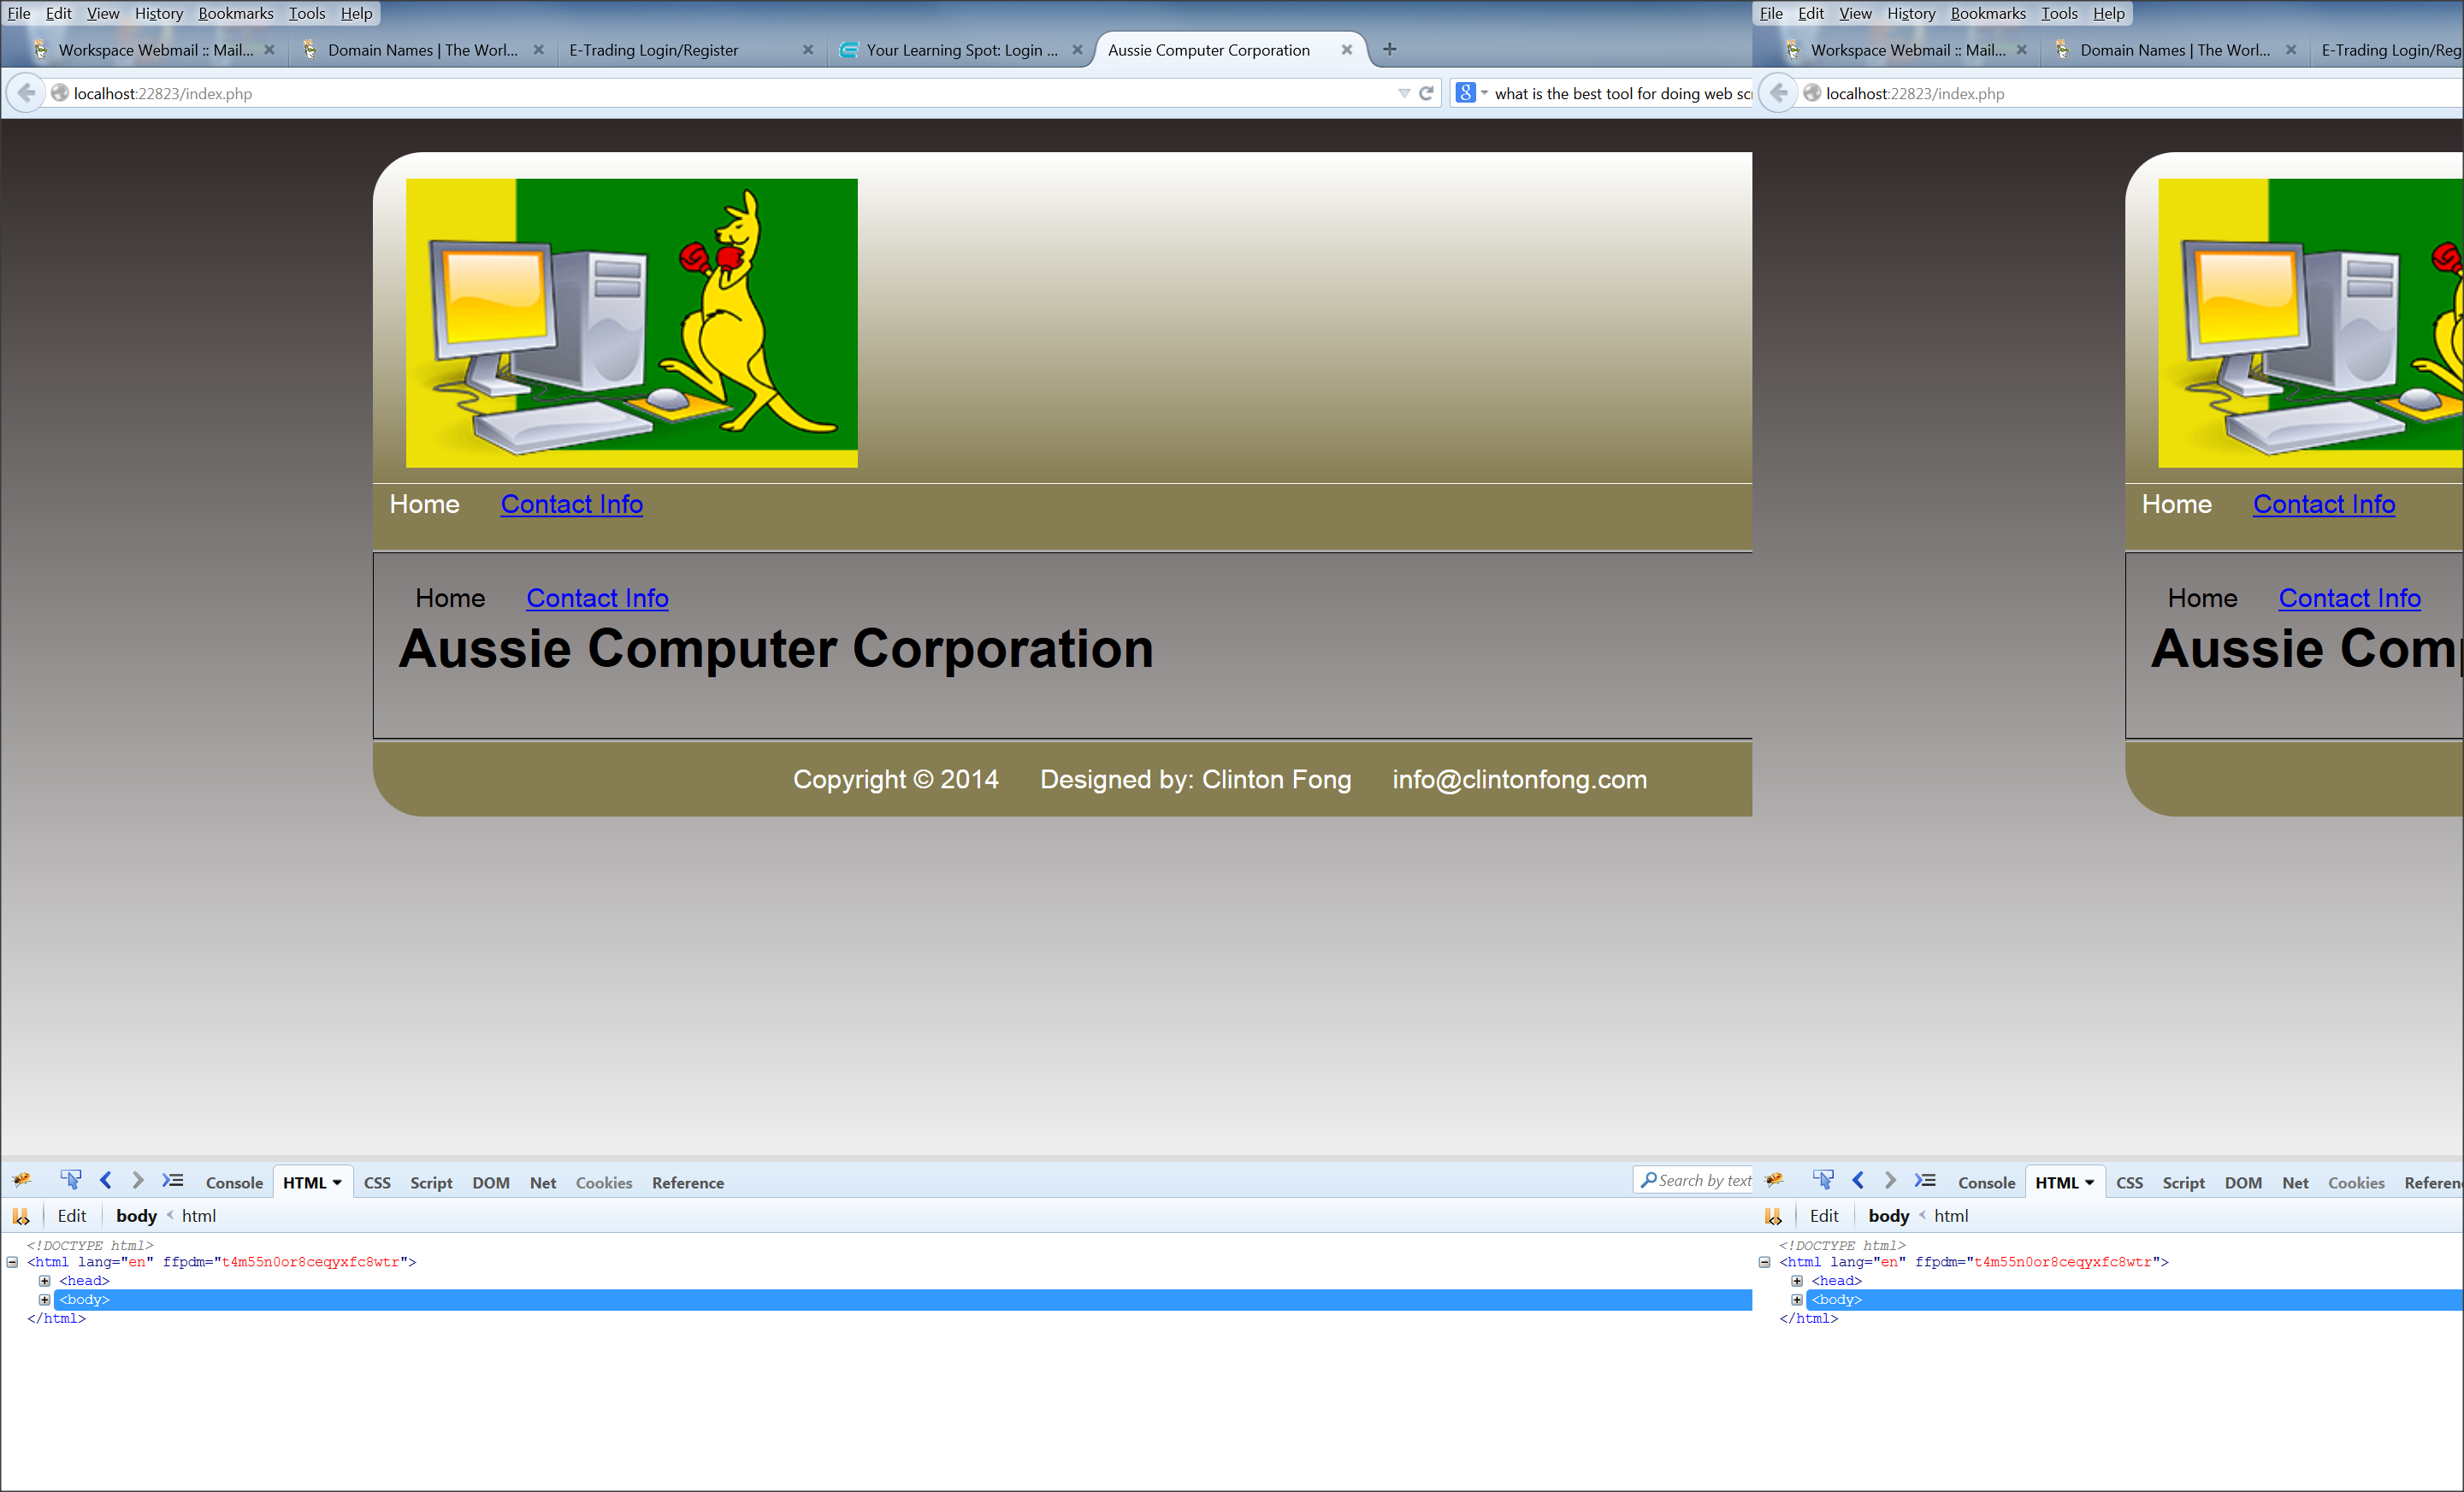 File Edit View History Bookmarks Tools Help
Workspace Webmail :: Mail... Domain Names | The Worl... E-Trading Login/Register Your Learning Spot: Login ... Aussie Computer Corporation
localhost:22823/index.php what is the best tool for doing web scr
Home Contact Info
Home Contact Info
Aussie Computer Corporation
Copyright © 2014 Designed by: Clinton Fong info@clintonfong.com
Console HTML CSS Script DOM Net Cookies Reference Search by text
Edit body < html
<!DOCTYPE html>
<html lang="en" ffpdm="t4m55n0or8ceqyxfc8wtr">
<head>
<body>
</html>
File Edit View History Bookmarks Tools Help
Workspace Webmail :: Mail... Domain Names | The Worl... E-Trading Login/Reg
localhost:22823/index.php
Home Contact Info
Home Contact Info
Aussie Comp
Console HTML CSS Script DOM Net Cookies Referen
Edit body < html
<!DOCTYPE html>
<html lang="en" ffpdm="t4m55n0or8ceqyxfc8wtr">
<head>
<body>
</html>